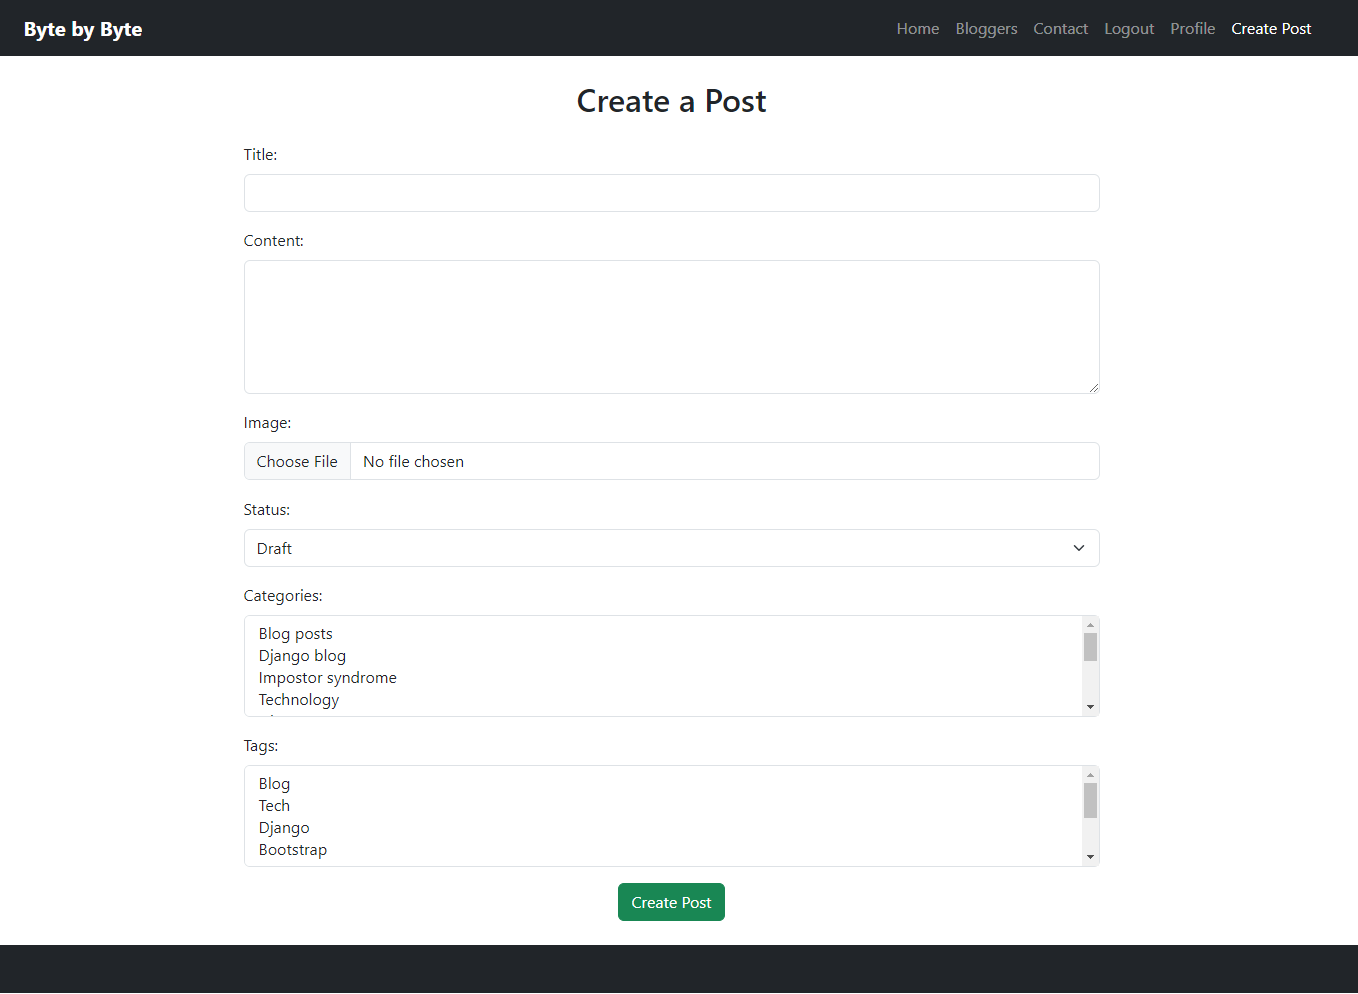 Byte by Byte
Home Bloggers Contact Logout Profile Create Post
Create a Post
Title:
Content:
Image:
Choose File No file chosen
Status:
Draft
Categories:
Blog posts
Django blog
Impostor syndrome
Technology
Tags:
Blog
Tech
Django
Bootstrap
Create Post